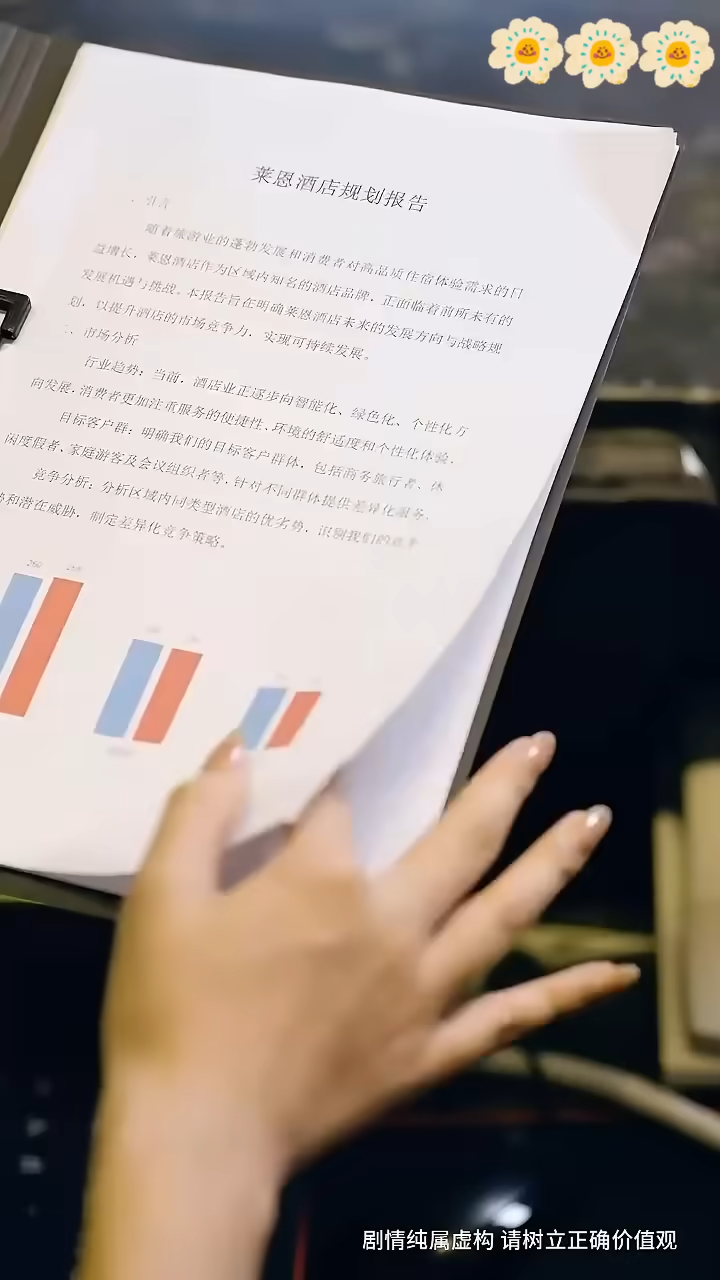 莱恩酒店规划报告
、引言
随着旅游业的蓬勃发展和消费者对高品质住宿体验需求的日
益增长，莱恩酒店作为区域内知名的酒店品牌，正面临着前所未有的
发展机遇与挑战。本报告旨在明确莱恩酒店未来的发展方向与战略规
划，以提升酒店的市场竞争力，实现可持续发展。
二、市场分析
行业趋势：当前，酒店业正逐步向智能化、绿色化、个性化方
向发展，消费者更加注重服务的便捷性、环境的舒适度和个性化体验。
目标客户群：明确我们的目标客户群体，包括商务旅行者、休
闲度假者、家庭游客及会议组织者等，针对不同群体提供差异化服务。
竞争分析：分析区域内同类型酒店的优劣势，识别我们的竞争
和潜在威胁，制定差异化竞争策略。
剧情纯属虚构 请树立正确价值观